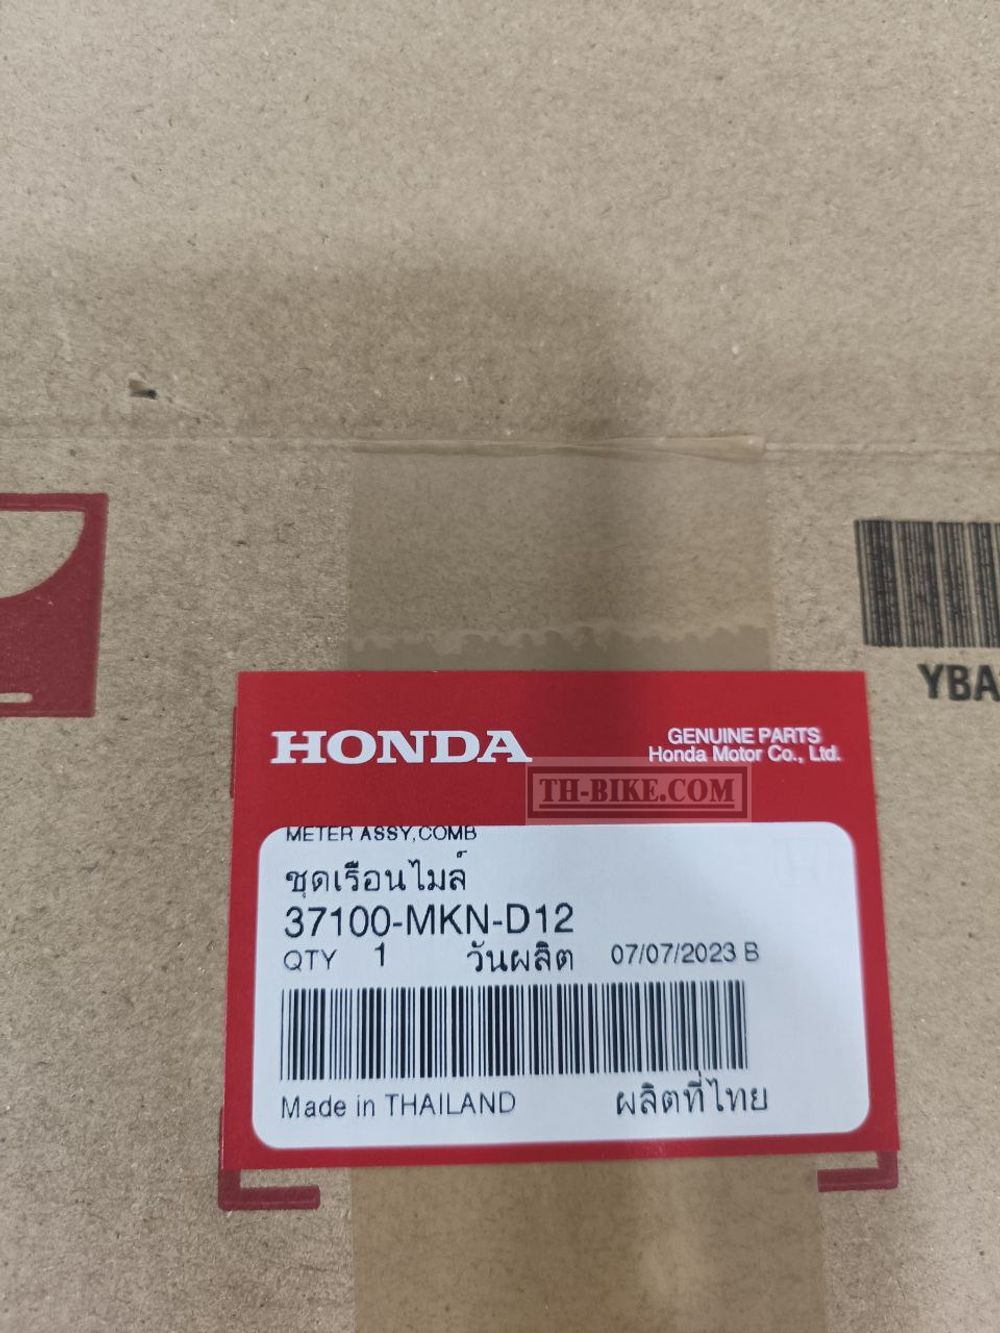 YBA
HONDA
GENUINE PARTS
Honda Motor Co., Ltd.
TH-BIKE.COM
METER ASSY,COMB
ชุดเรือนไมล์
37100-MKN-D12
QTY 1 วันผลิต 07/07/2023 B
Made in THAILAND ผลิตที่ไทย